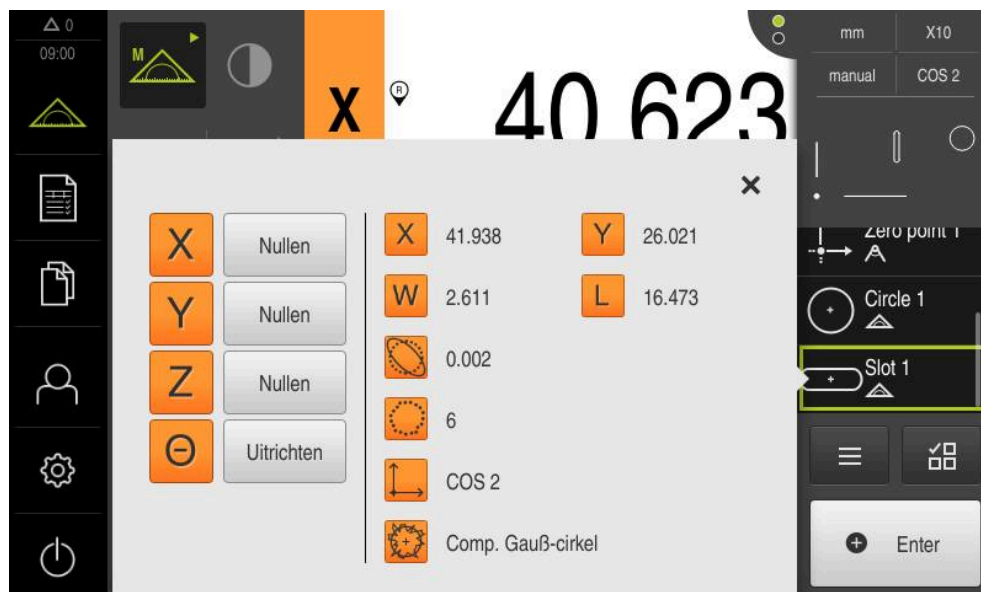 0
09:00
M
X
R
40.623
mm X10
manual COS 2
Zero point 1
Circle 1
Slot 1
Enter
X Nullen
Y Nullen
Z Nullen
Θ Uitrichten
X 41.938 Y 26.021
W 2.611 L 16.473
0.002
6
COS 2
Comp. Gauß-cirkel